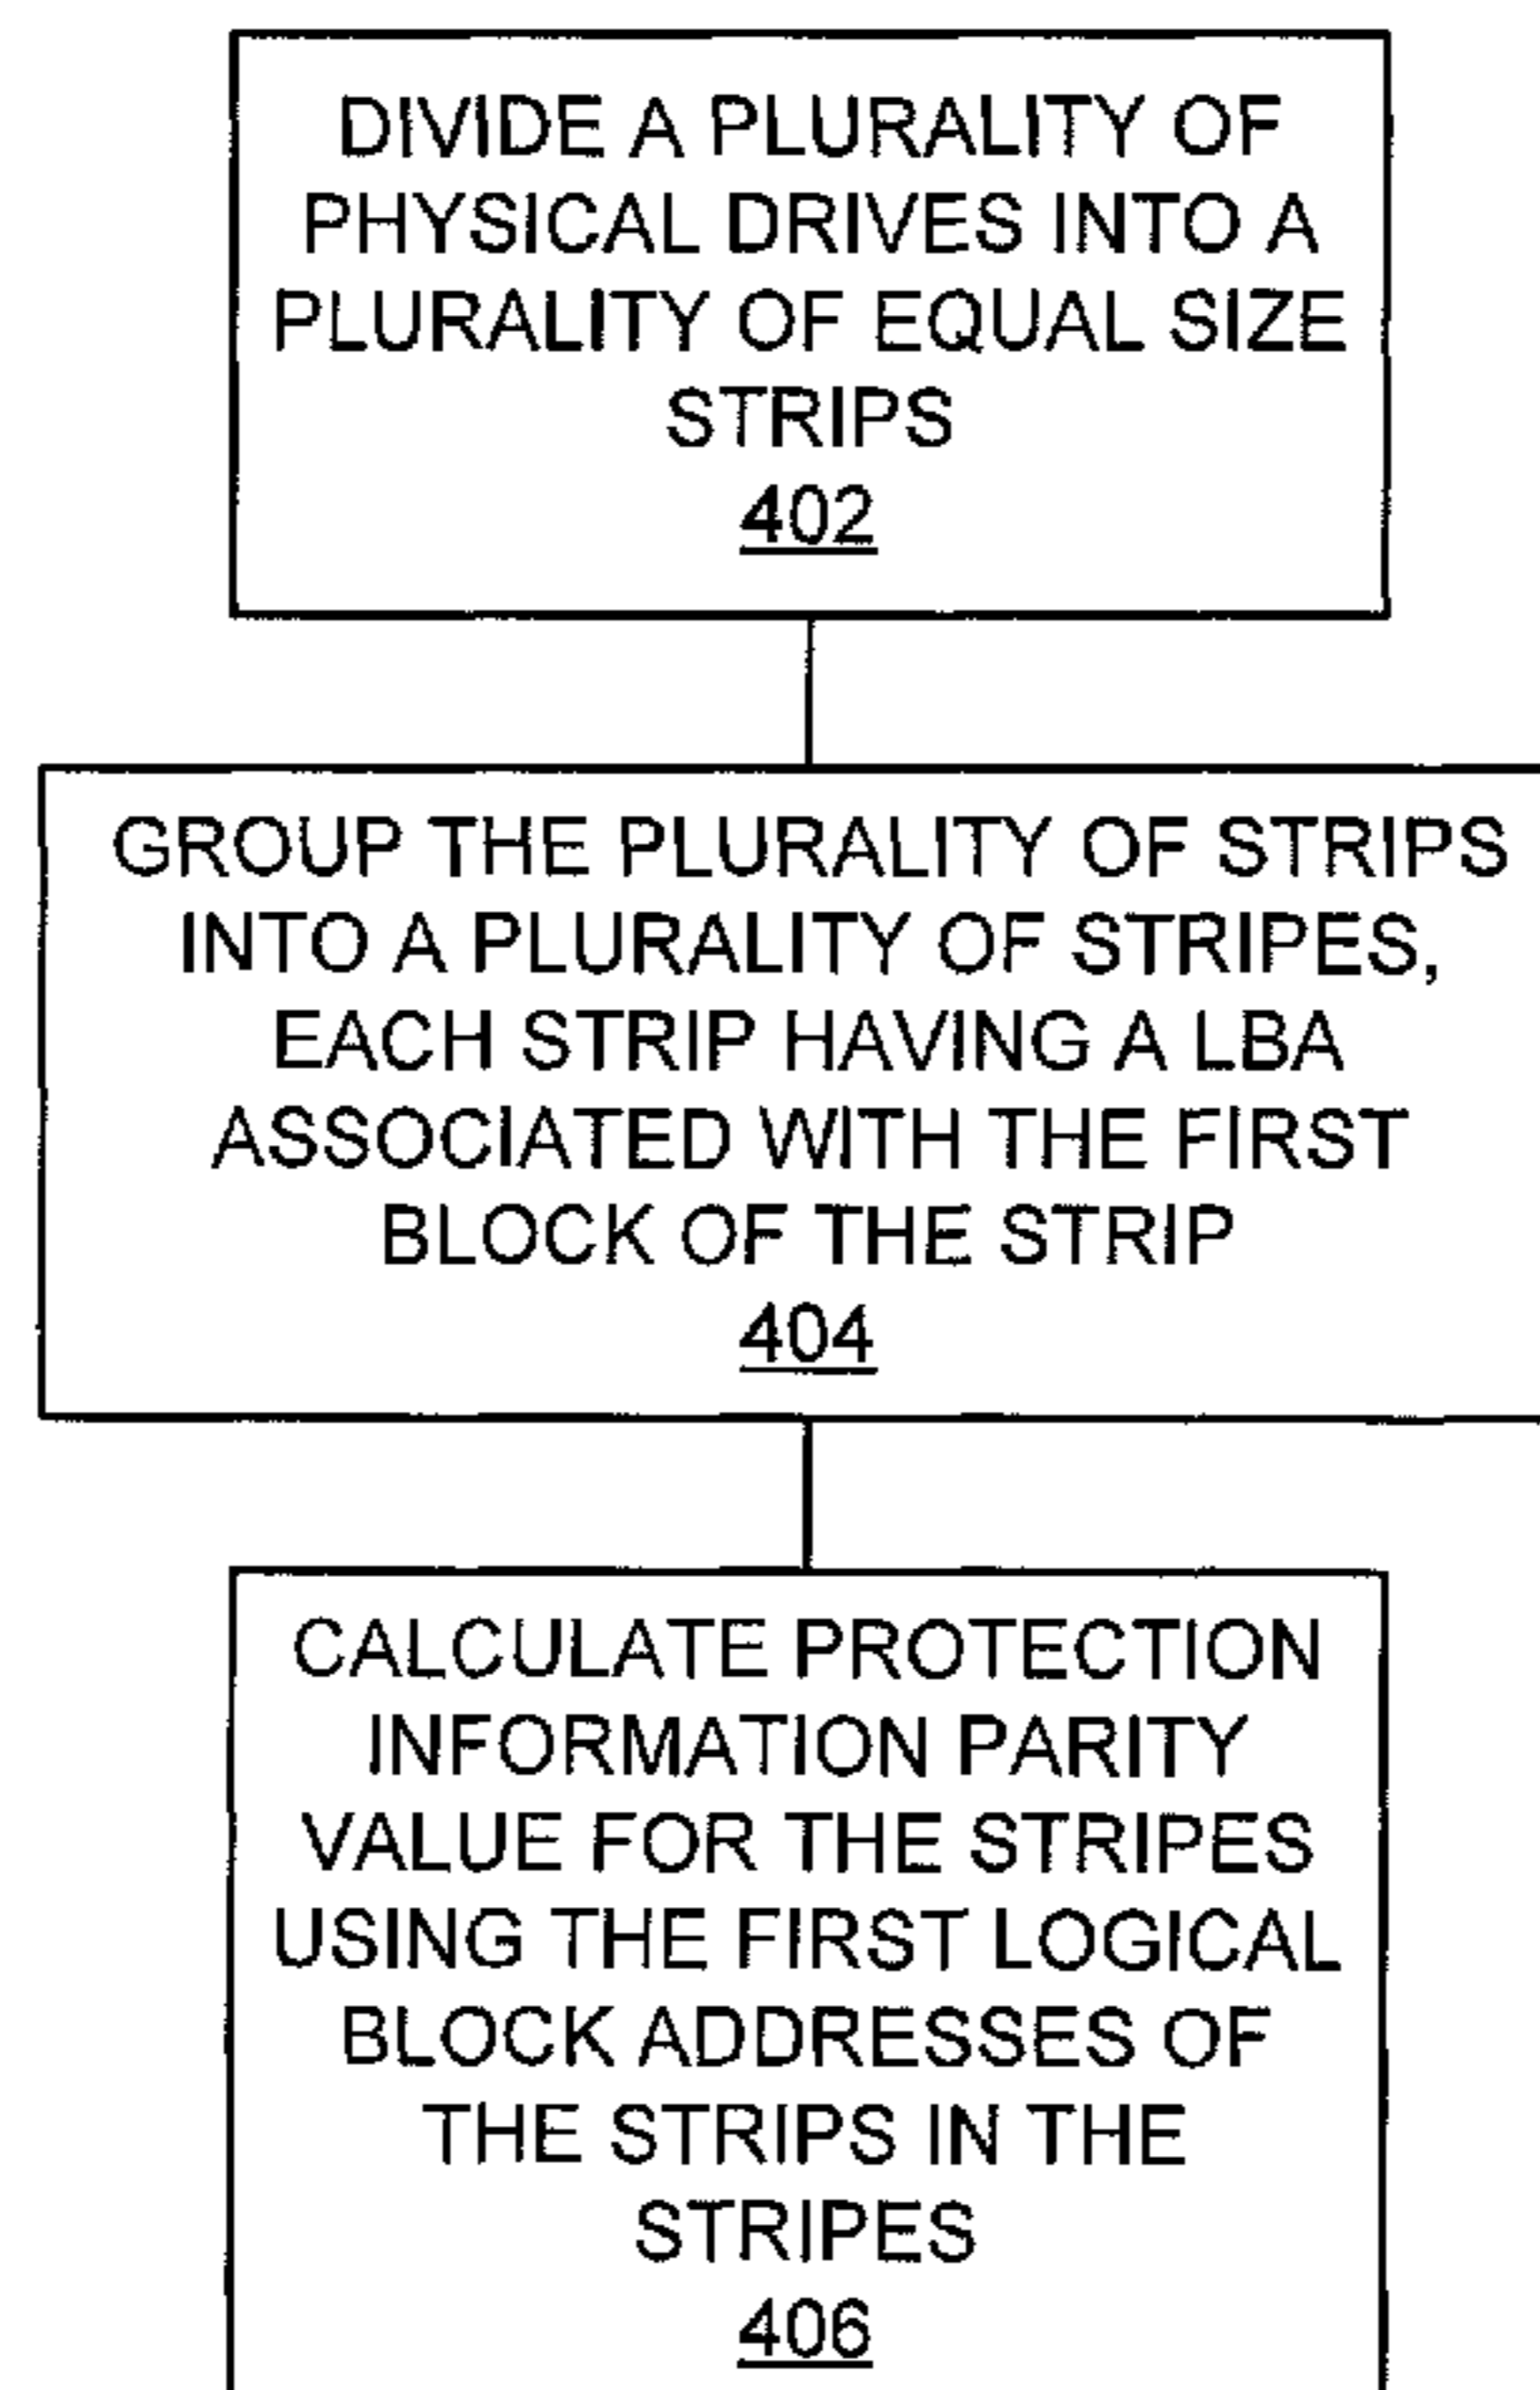 DIVIDE A PLURALITY OF
PHYSICAL DRIVES INTO A
PLURALITY OF EQUAL SIZE
STRIPS
402
GROUP THE PLURALITY OF STRIPS
INTO A PLURALITY OF STRIPES,
EACH STRIP HAVING A LBA
ASSOCIATED WITH THE FIRST
BLOCK OF THE STRIP
404
CALCULATE PROTECTION
INFORMATION PARITY
VALUE FOR THE STRIPES
USING THE FIRST LOGICAL
BLOCK ADDRESSES OF
THE STRIPS IN THE
STRIPES
406